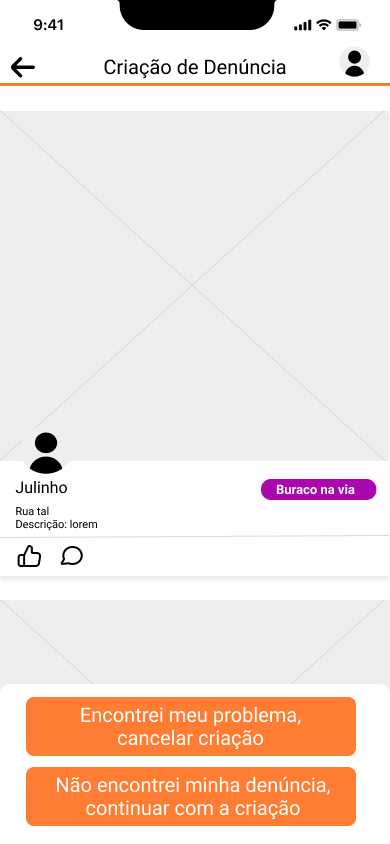 9:41
Criação de Denúncia
Julinho
Buraco na via
Rua tal
Descrição: lorem
Encontrei meu problema,
cancelar criação
Não encontrei minha denúncia,
continuar com a criação